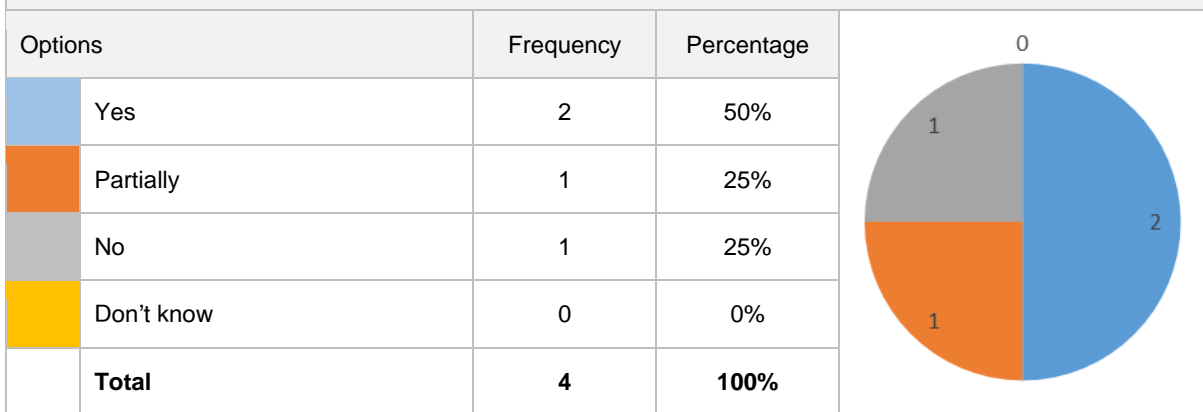 Options Frequency Percentage
Yes 2 50%
Partially 1 25%
No 1 25%
Don’t know 0 0%
Total 4 100%
0
1
2
1